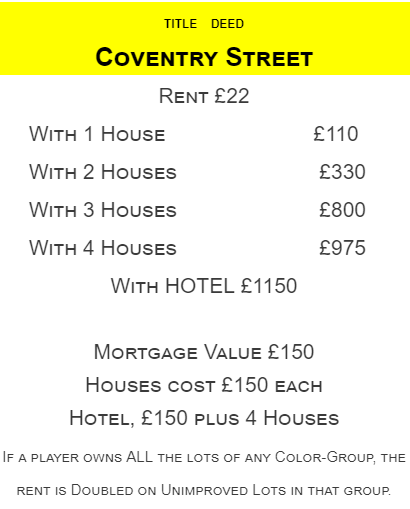 TITLE DEED
COVENTRY STREET
RENT £22
WITH 1 HOUSE £110
WITH 2 HOUSES £330
WITH 3 HOUSES £800
WITH 4 HOUSES £975
WITH HOTEL £1150
MORTGAGE VALUE £150
HOUSES COST £150 EACH
HOTEL, £150 PLUS 4 HOUSES
IF A PLAYER OWNS ALL THE LOTS OF ANY COLOR-GROUP, THE
RENT IS DOUBLED ON UNIMPROVED LOTS IN THAT GROUP.